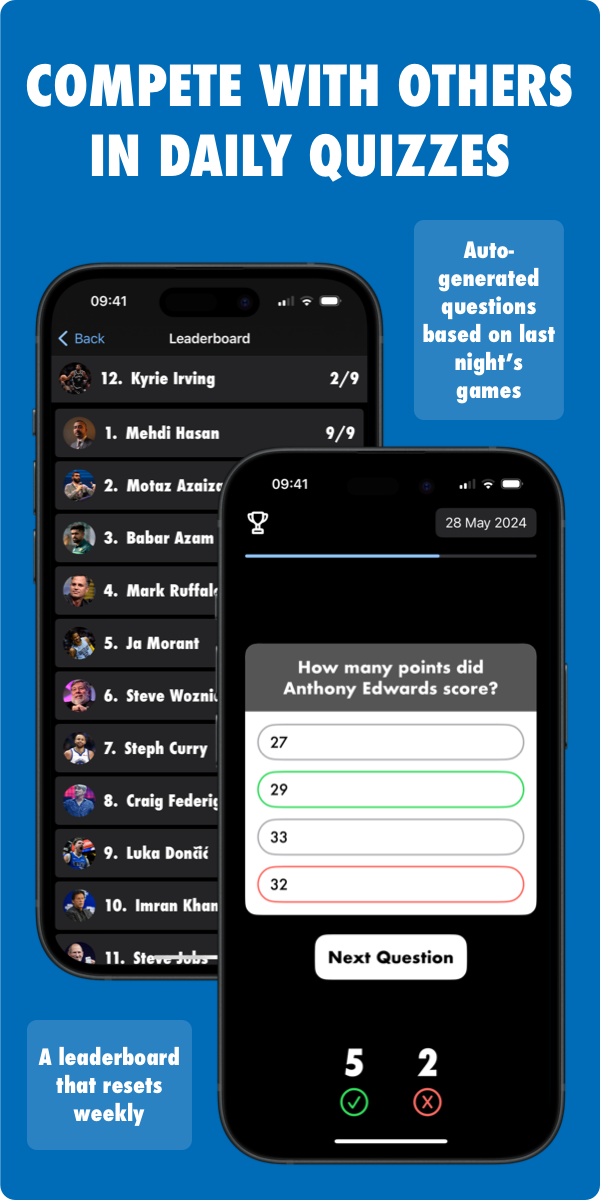 COMPETE WITH OTHERS
IN DAILY QUIZZES
Auto-
generated
questions
based on last
night's
games
09:41
Back
Leaderboard
12. Kyrie Irving 2/9
1. Mehdi Hasan 9/9
2. Motaz Azaiza
3. Babar Azam
4. Mark Ruffalo
5. Ja Morant
6. Steve Wozni
7. Steph Curry
8. Craig Federig
9. Luka Dončić
10. Imran Khan
11. Steve Jobs
09:41
28 May 2024
How many points did
Anthony Edwards score?
27
29
33
32
Next Question
5 2
A leaderboard
that resets
weekly